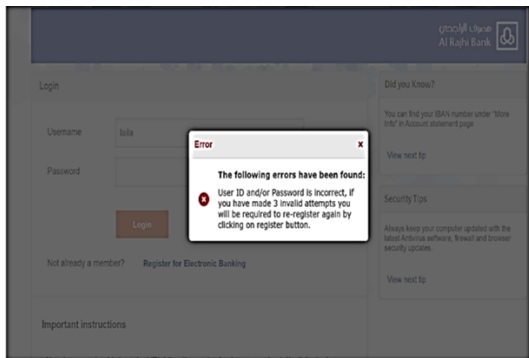 مصرف الراجحي
Al Rajhi Bank
Login
Username
lolie
Password
Login
Not already a member? Register for Electronic Banking
Important instructions
Error
x
The following errors have been found:
User ID and/or Password is incorrect, if
you have made 3 invalid attempts you
will be required to re-register again by
clicking on register button.
Did you Know?
You can find your IBAN number under "More
Info" in Account statement page
View next tip
Security Tips
Always keep your computer updated with the
latest Antivirus software, firewall and browser
security updates.
View next tip